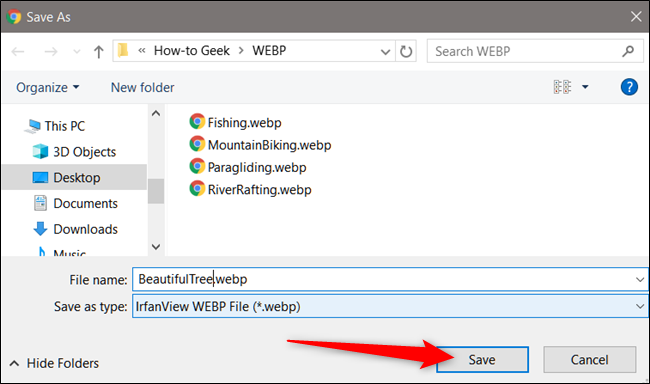 Save As
« How-to Geek > WEBP
Search WEBP
Organize
New folder
?
This PC
3D Objects
Desktop
Documents
Downloads
Music
Fishing.webp
MountainBiking.webp
Paragliding.webp
RiverRafting.webp
File name: BeautifulTree.webp
Save as type: IrfanView WEBP File (*.webp)
Hide Folders
Save
Cancel